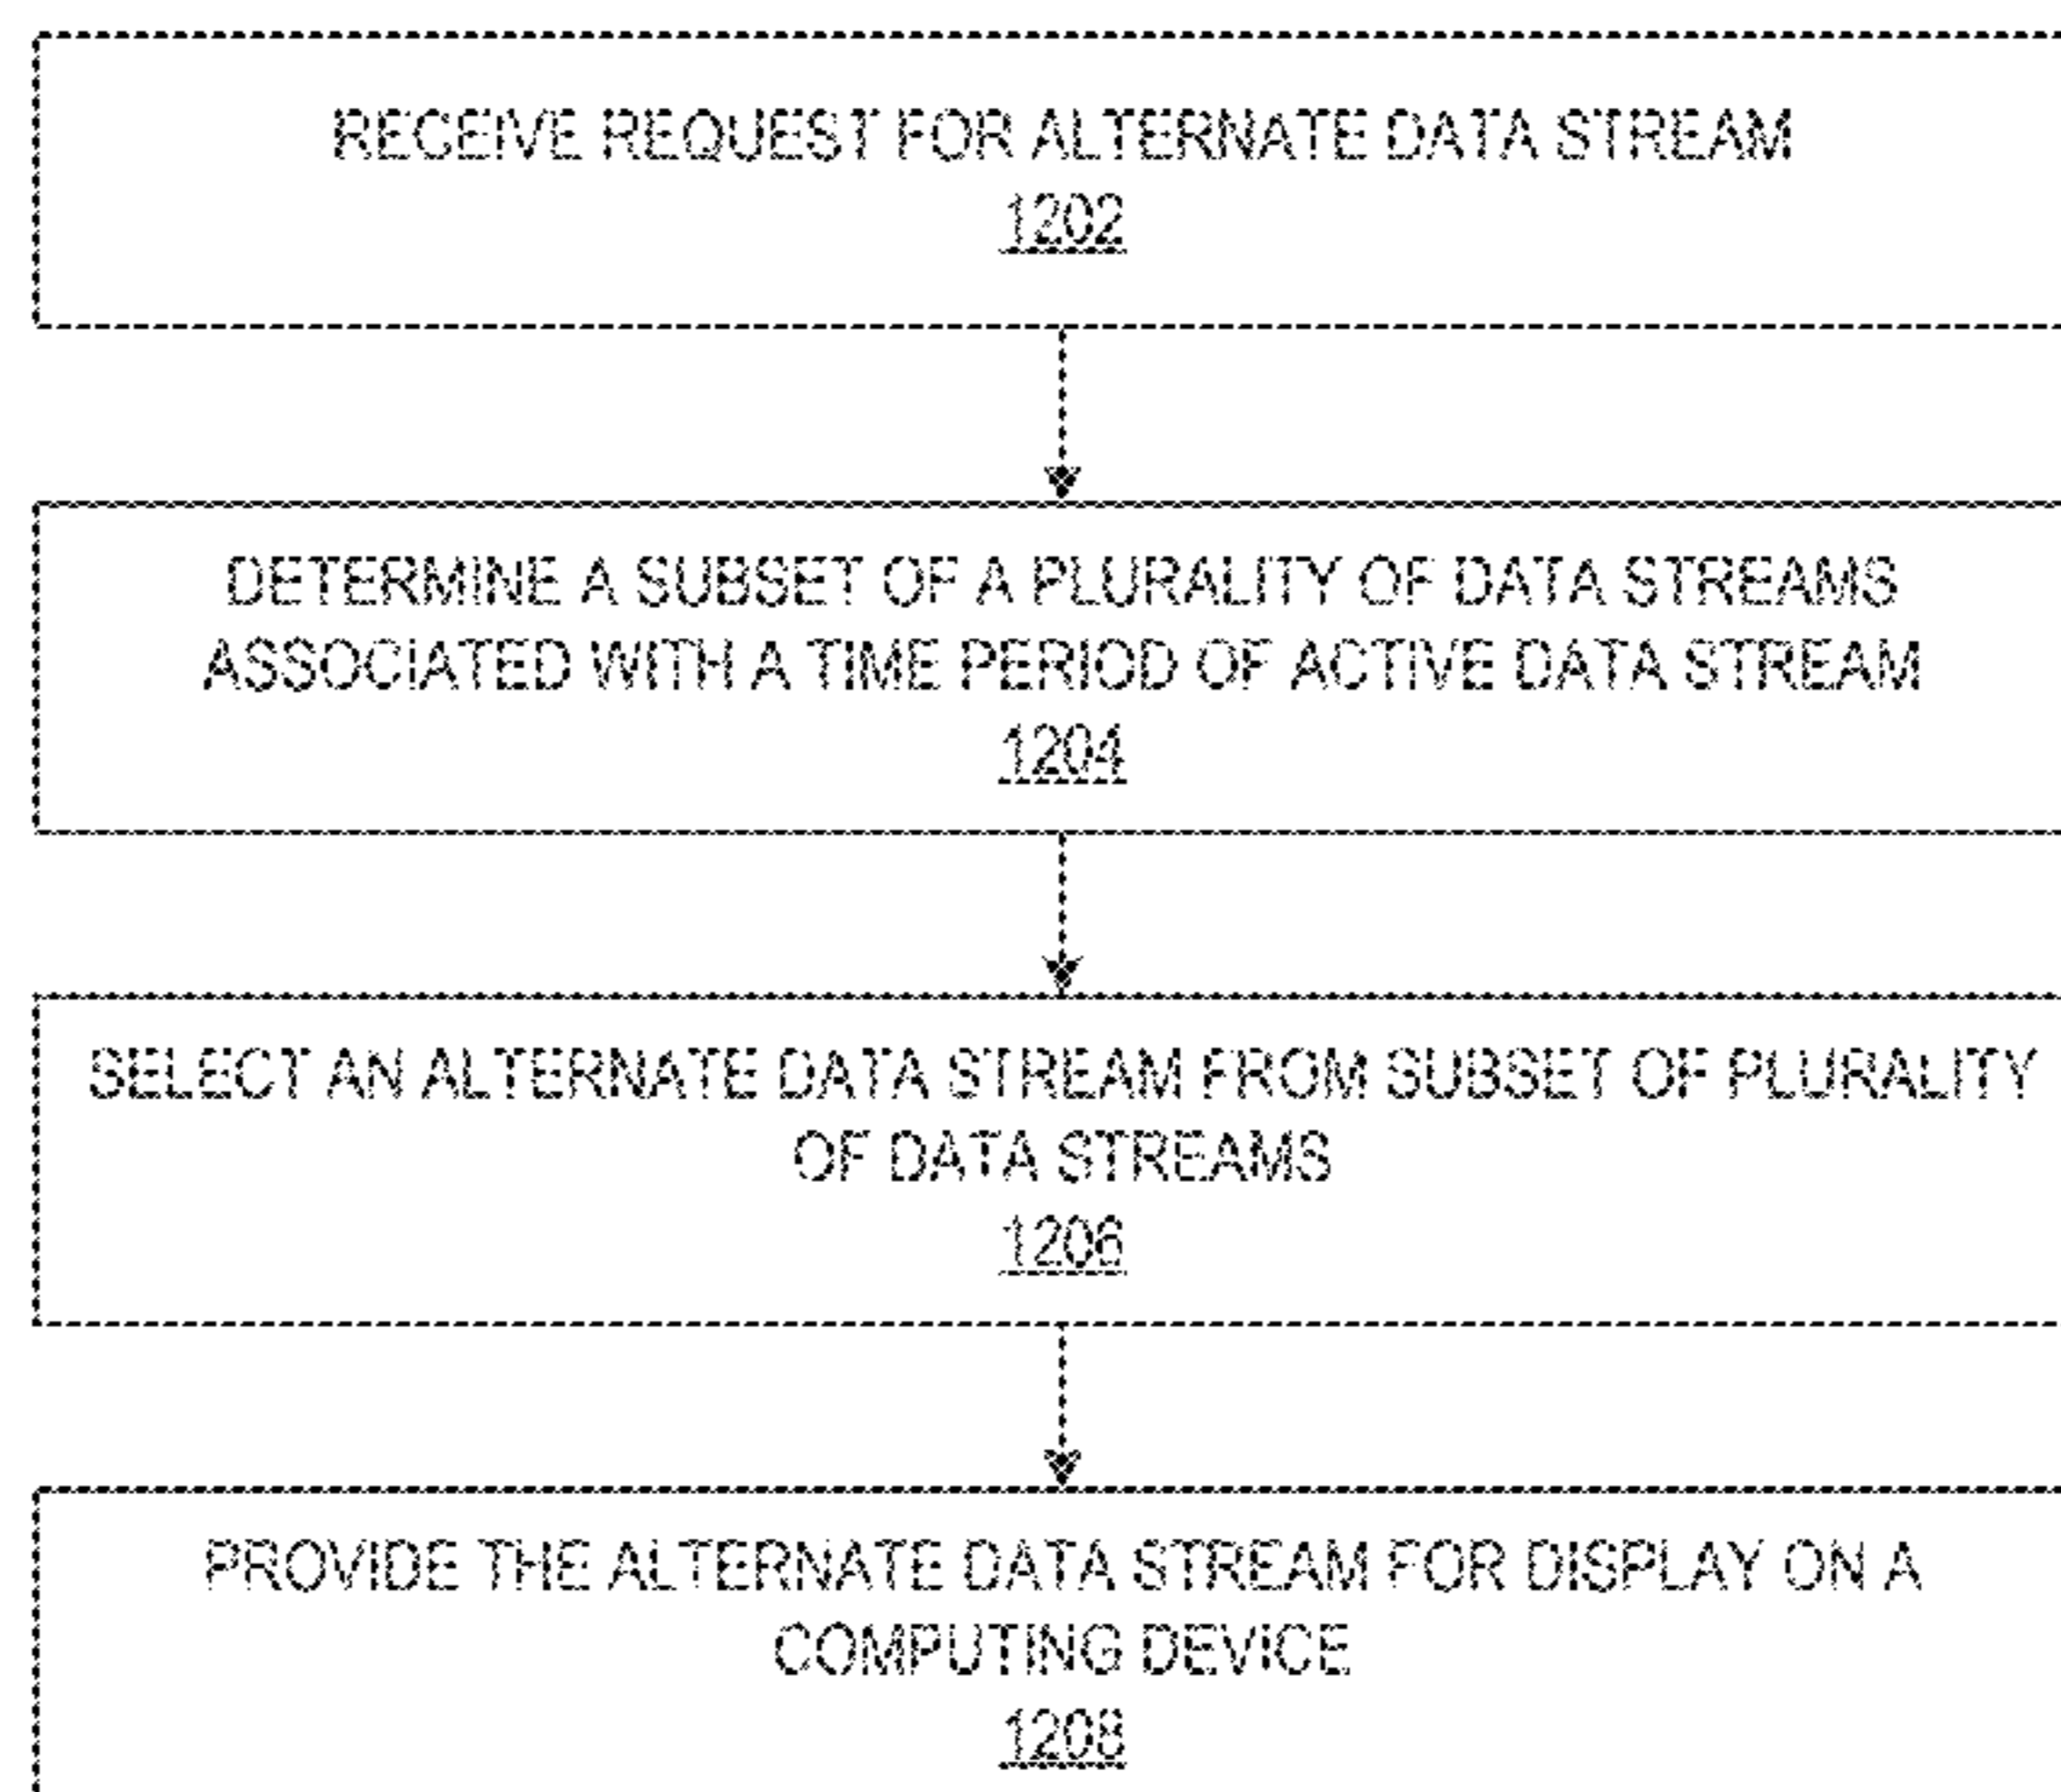 RECEIVE REQUEST FOR ALTERNATE DATA STREAM
1202
DETERMINE A SUBSET OF A PLURALITY OF DATA STREAMS
ASSOCIATED WITH A TIME PERIOD OF ACTIVE DATA STREAM
1204
SELECT AN ALTERNATE DATA STREAM FROM SUBSET OF PLURALITY
OF DATA STREAMS
1206
PROVIDE THE ALTERNATE DATA STREAM FOR DISPLAY ON A
COMPUTING DEVICE
1208